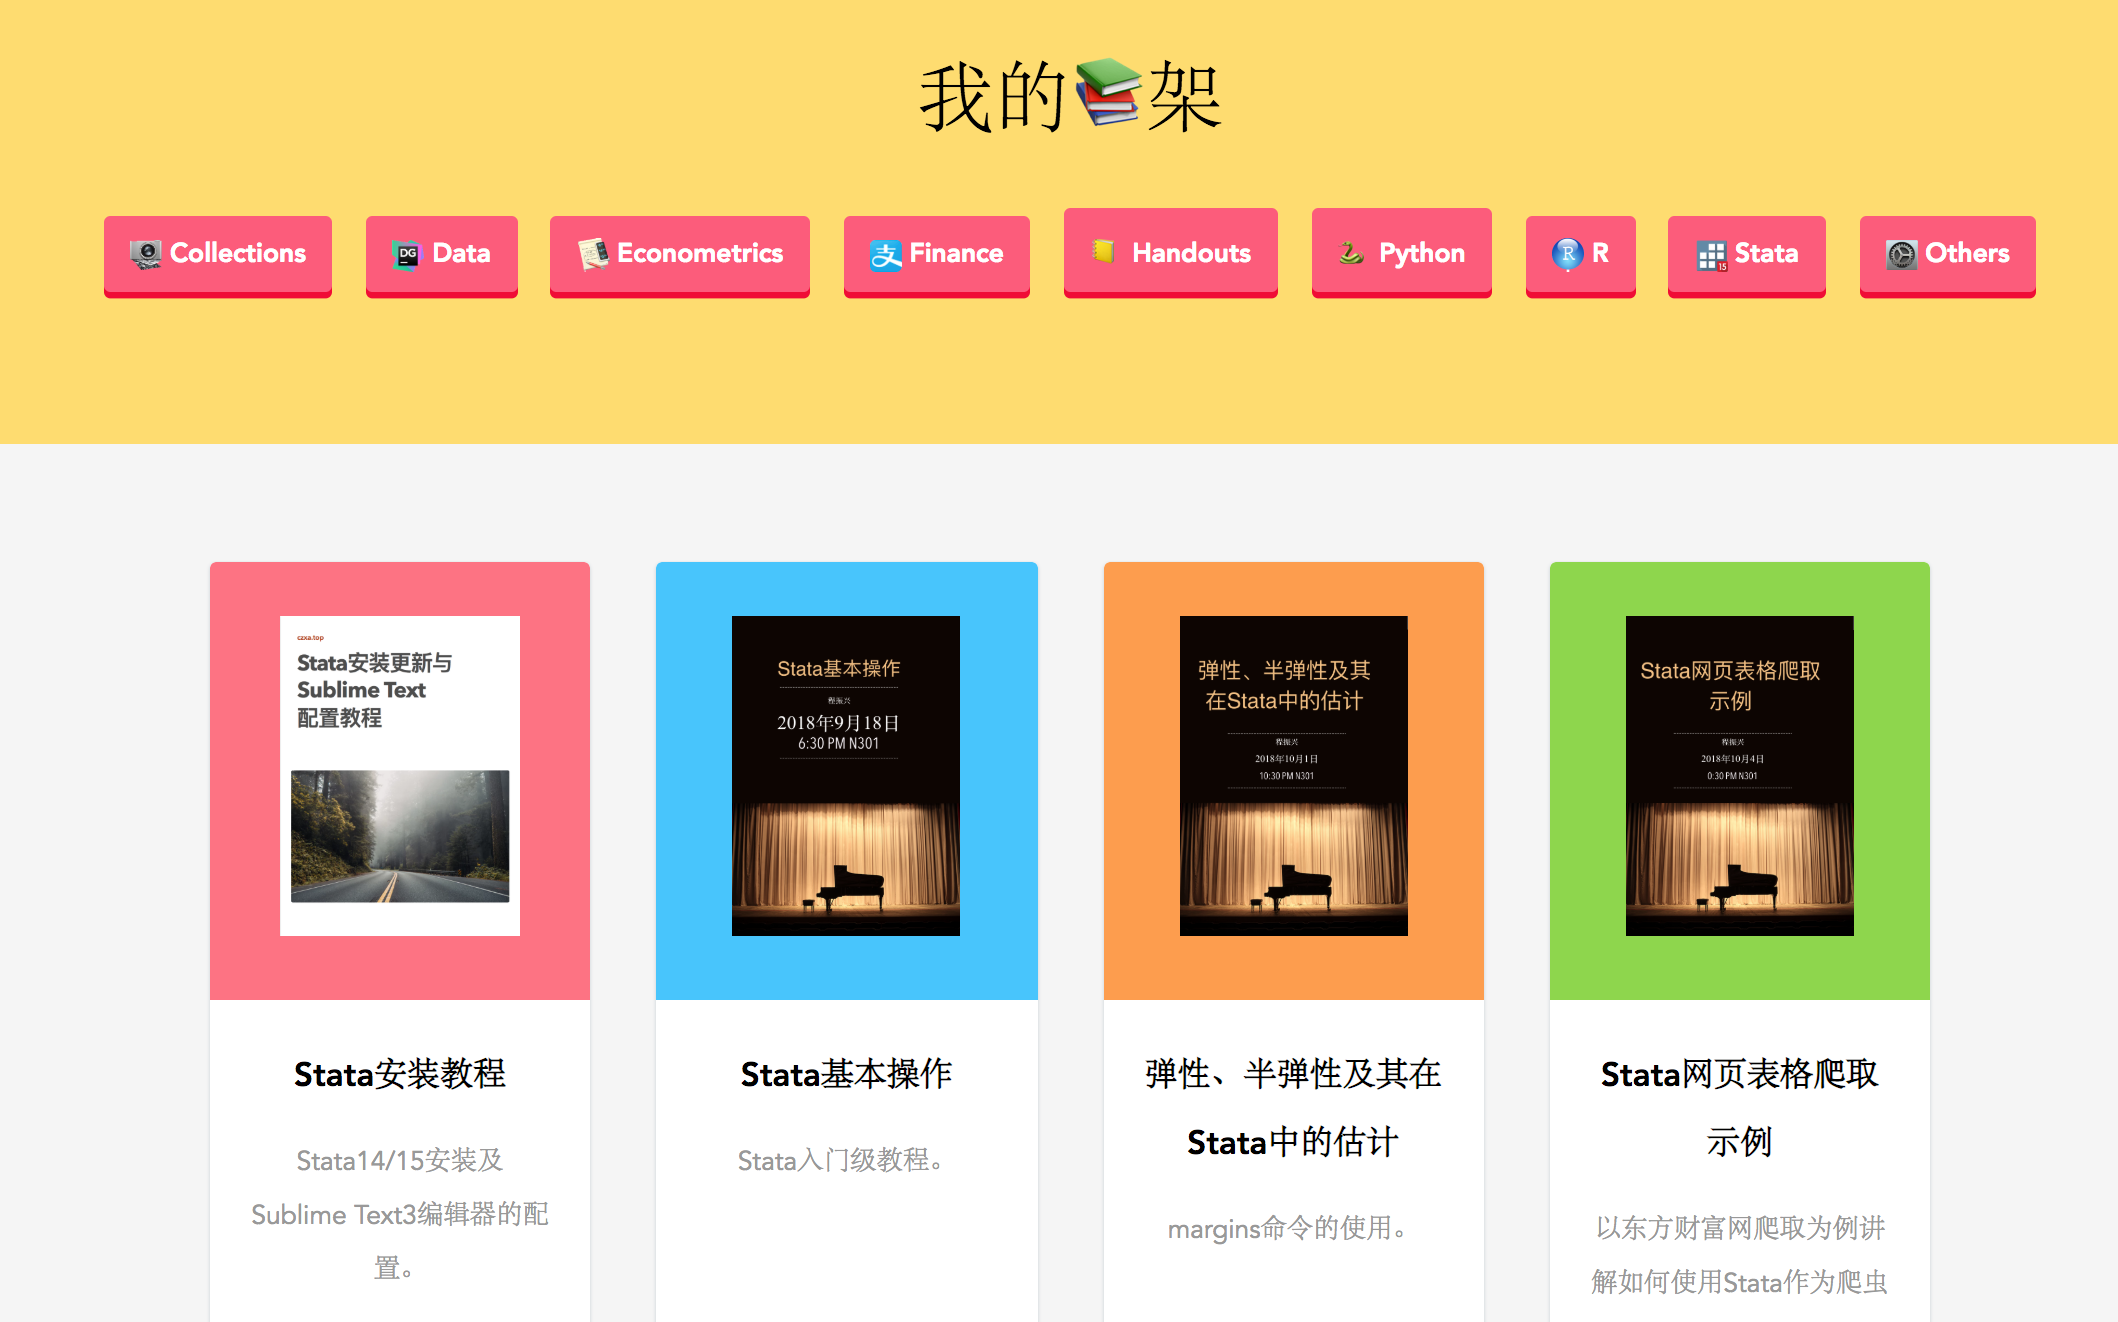 我的📚架
Collections
Data
Econometrics
Finance
Handouts
Python
R
Stata
Others
czxa.top
Stata安装更新与
Sublime Text
配置教程
Stata安装教程
Stata14/15安装及
Sublime Text3编辑器的配
置。
Stata基本操作
程振兴
2018年9月18日
6:30 PM N301
Stata基本操作
Stata入门级教程。
弹性、半弹性及其
在Stata中的估计
程振兴
2018年10月1日
10:30 PM N301
弹性、半弹性及其在
Stata中的估计
margins命令的使用。
Stata网页表格爬取
示例
程振兴
2018年10月4日
0:30 PM N301
Stata网页表格爬取
示例
以东方财富网爬取为例讲
解如何使用Stata作为爬虫